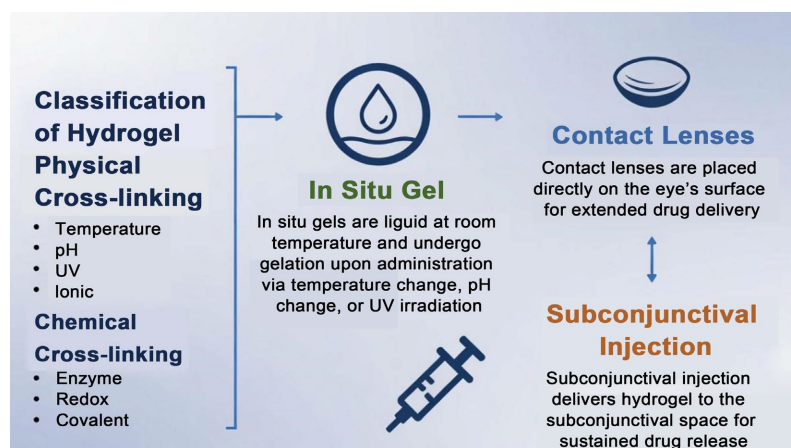 Classification
of Hydrogel
Physical
Cross-linking
• Temperature
• pH
• UV
• Ionic
Chemical
Cross-linking
• Enzyme
• Redox
• Covalent
In Situ Gel
In situ gels are liguid at room
temperature and undergo
gelation upon administration
via temperature change, pH
change, or UV irradiation
Contact Lenses
Contact lenses are placed
directly on the eye's surface
for extended drug delivery
Subconjunctival
Injection
Subconjunctival injection
delivers hydrogel to the
subconjunctival space for
sustained drug release